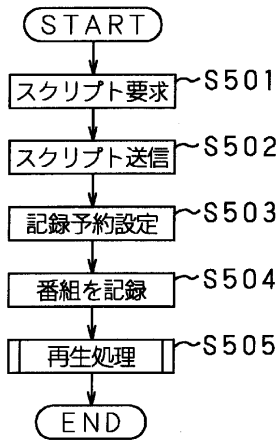 START
スクリプト要求
S501
スクリプト送信
S502
記録予約設定
S503
番組を記録
S504
再生処理
S505
END